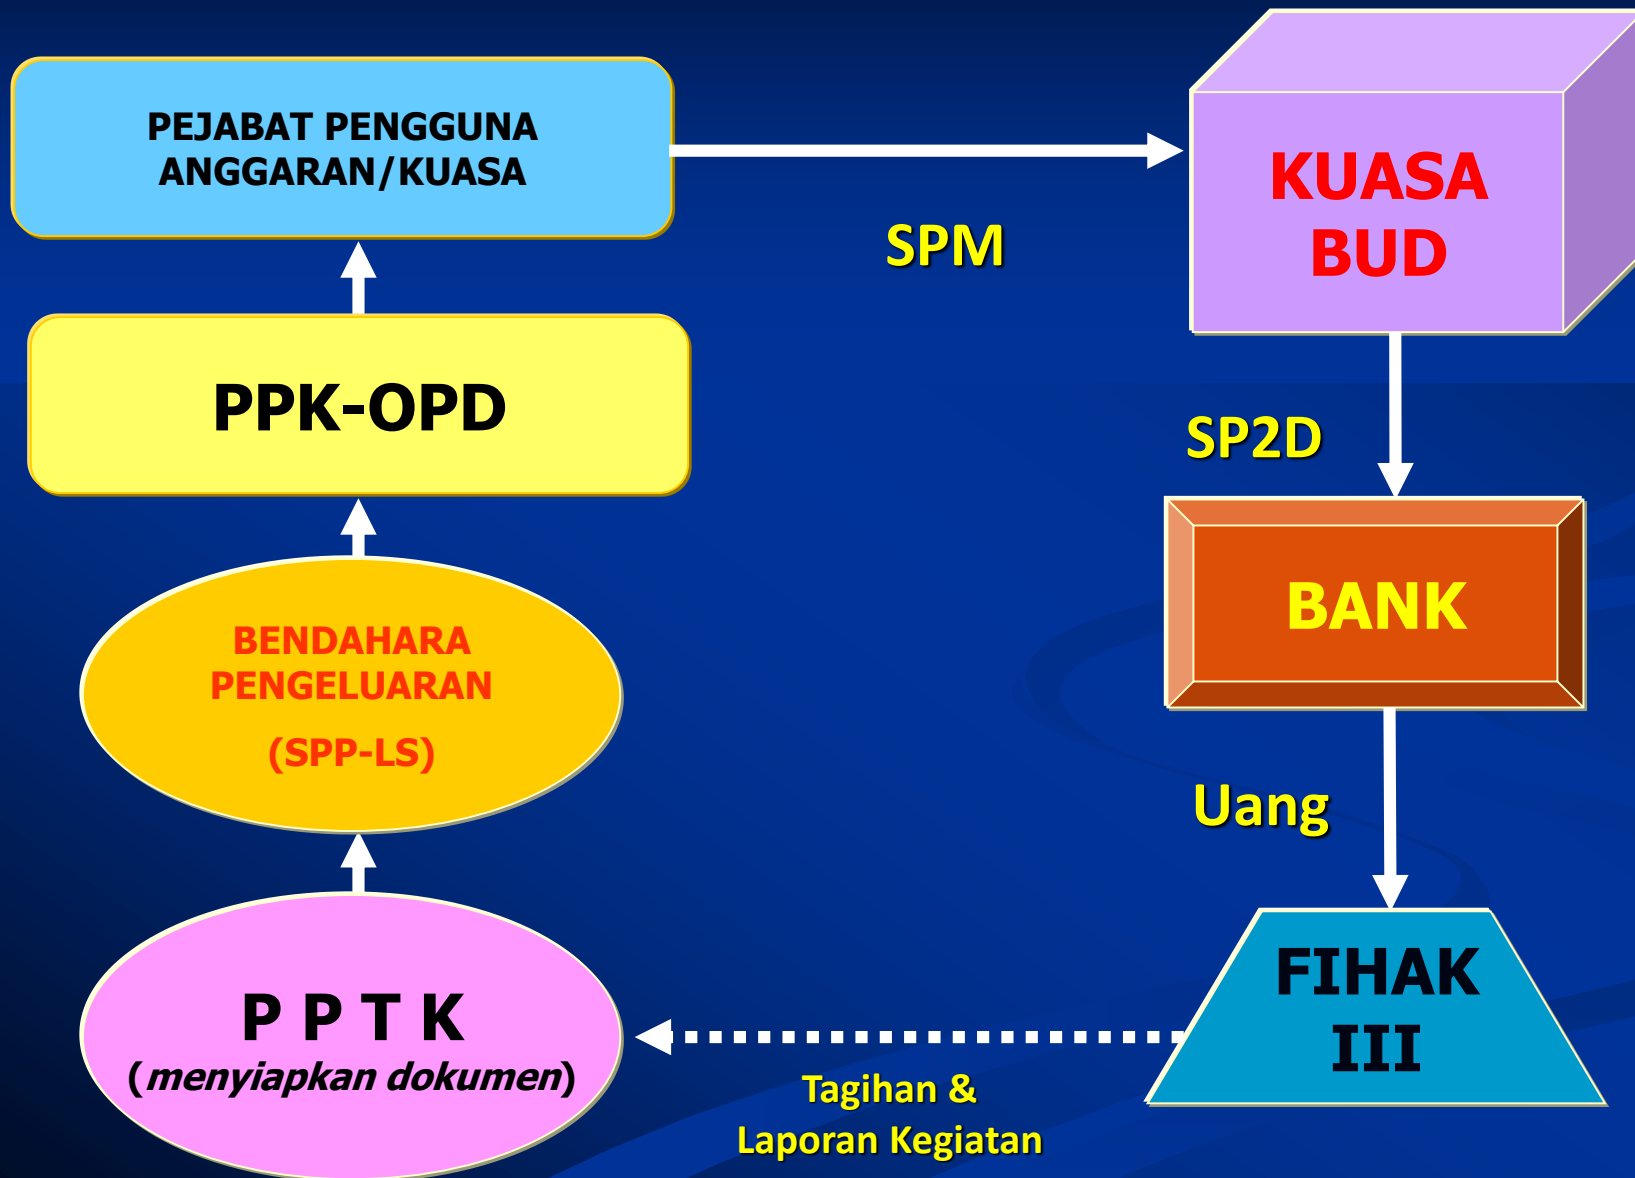 PEJABAT PENGGUNA
ANGGARAN/KUASA
KUASA
BUD
SPM
PPK-OPD
SP2D
BANK
BENDAHARA
PENGELUARAN
(SPP-LS)
Uang
FIHAK
III
P P T K
(menyiapkan dokumen)
Tagihan &
Laporan Kegiatan